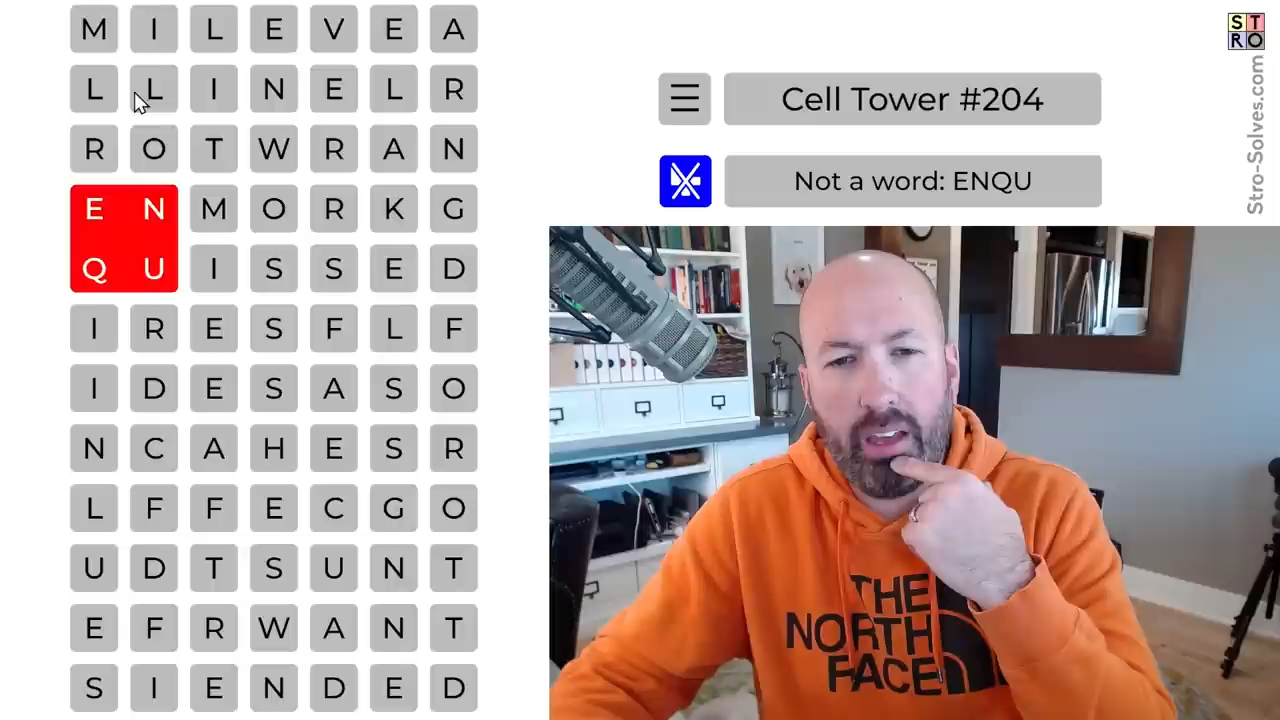 M I L E V E A
L L I N E L R
R O T W R A N
E N M O R K G
Q U I S S E D
I R E S F L F
I D E S A S O
N C A H E S R
L F F E C G O
U D T S U N T
E F R W A N T
S I E N D E D
Cell Tower #204
Not a word: ENQU
S T
R O
Stro-Solves.com
THE
NORTH
FACE